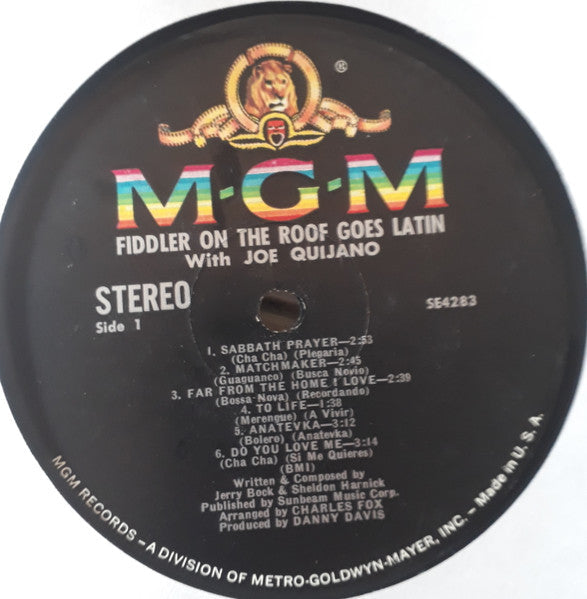 ®
M-G-M
FIDDLER ON THE ROOF GOES LATIN
With JOE QUIJANO
STEREO
Side 1
SE4283
1. SABBATH PRAYER—2:53
(Cha Cha) (Plegaria)
2. MATCHMAKER—2:45
(Guaguanco) (Busca Novio)
3. FAR FROM THE HOME I LOVE—2:39
(Bossa Nova) (Recordando)
4. TO LIFE—1:38
(Merengue) (A Vivir)
5. ANATEVKA—3:12
(Bolero) (Anatevka)
6. DO YOU LOVE ME—3:14
(Cha Cha) (Si Me Quieres)
(BMI)
Written & Composed by
Jerry Bock & Sheldon Harnick
Published by Sunbeam Music Corp.
Arranged by CHARLES FOX
Produced by DANNY DAVIS
MGM RECORDS – A DIVISION OF METRO-GOLDWYN-MAYER, INC. – Made in U. S. A.